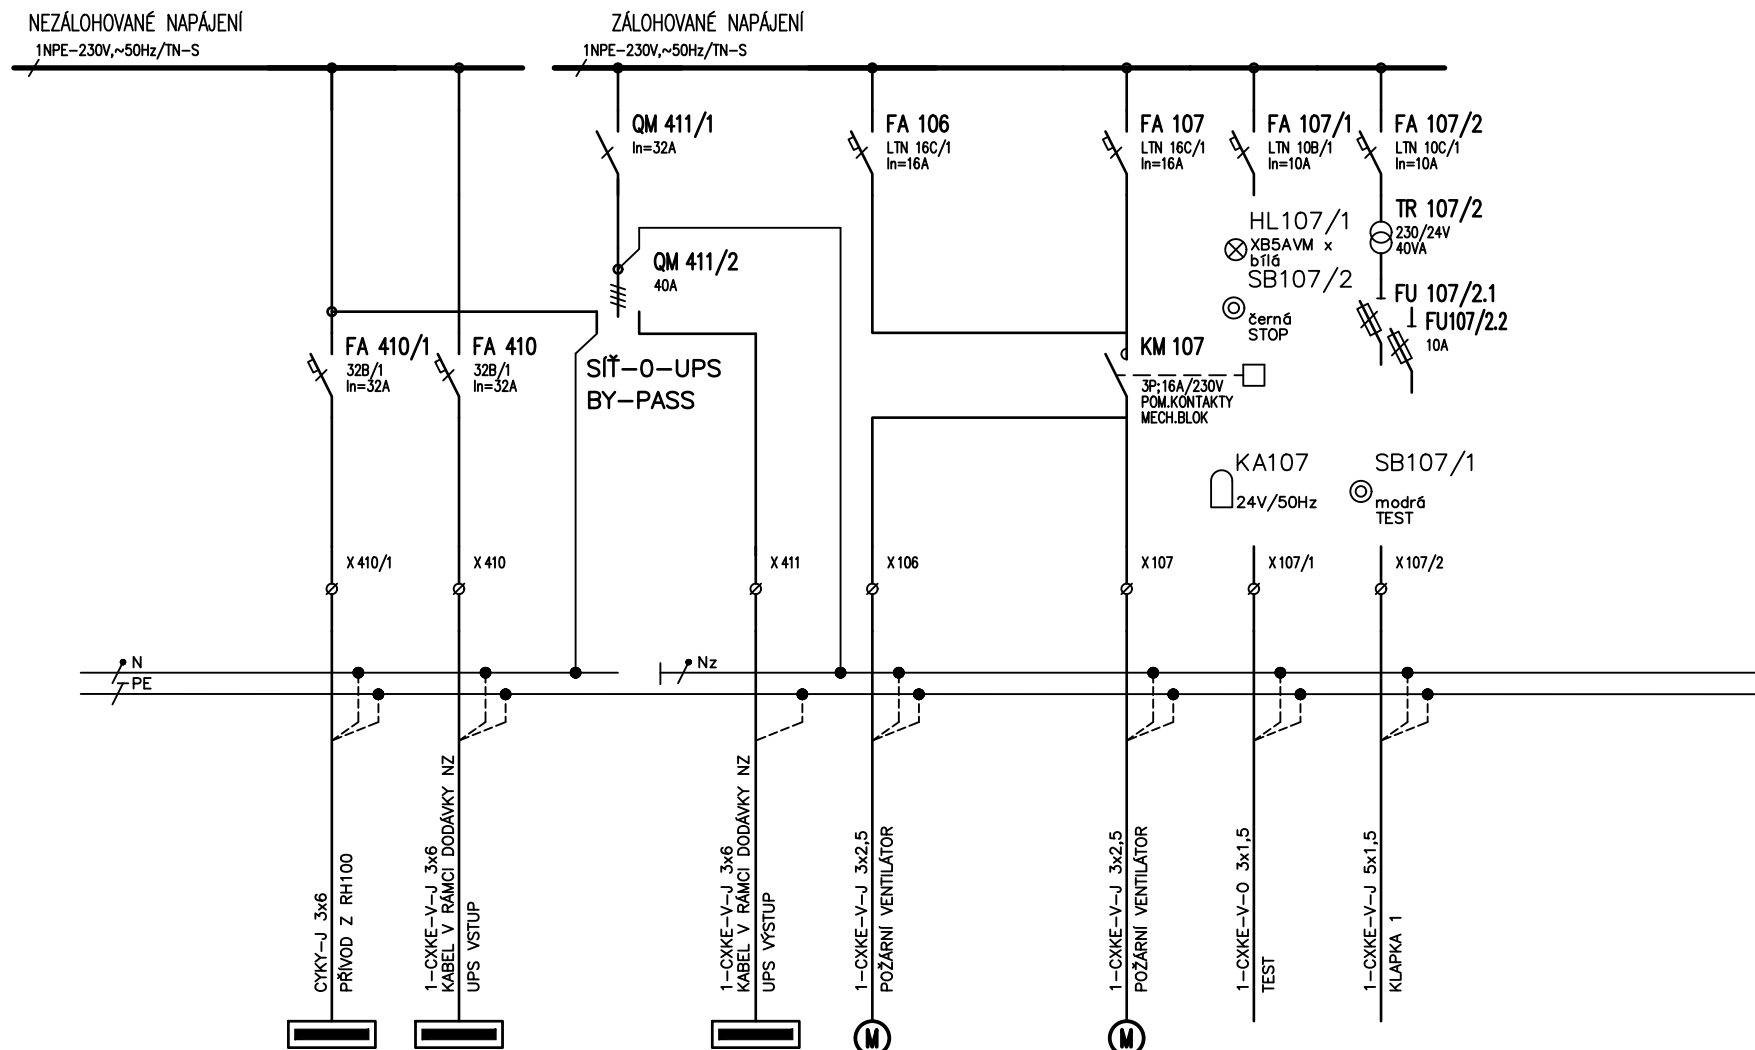 NEZÁLOHOVANÉ NAPÁJENÍ
1NPE-230V,~50Hz/TN-S
ZÁLOHOVANÉ NAPÁJENÍ
1NPE-230V,~50Hz/TN-S
QM 411/1
In=32A
FA 106
LTN 16C/1
In=16A
FA 107
LTN 16C/1
In=16A
FA 107/1
LTN 10B/1
In=10A
FA 107/2
LTN 10C/1
In=10A
QM 411/2
40A
HL107/1
XB5AVM x
bílá
SB107/2
černá
STOP
TR 107/2
230/24V
40VA
FU 107/2.1
FU107/2.2
10A
FA 410/1
32B/1
In=32A
FA 410
32B/1
In=32A
SÍŤ-0-UPS
BY-PASS
KM 107
3P;16A/230V
POM.KONTAKTY
MECH.BLOK
KA107
24V/50Hz
SB107/1
modrá
TEST
X 410/1
X 410
X 411
X 106
X 107
X 107/1
X 107/2
N
PE
Nz
CYKY-J 3x6
PŘÍVOD Z RH100
1-CXKE-V-J 3x6
KABEL V RÁMCI DODÁVKY NZ
UPS VSTUP
1-CXKE-V-J 3x6
KABEL V RÁMCI DODÁVKY NZ
UPS VÝSTUP
1-CXKE-V-J 3x2,5
POŽÁRNÍ VENTILÁTOR
1-CXKE-V-J 3x2,5
POŽÁRNÍ VENTILÁTOR
1-CXKE-V-O 3x1,5
TEST
1-CXKE-V-J 5x1,5
KLAPKA 1
M
M